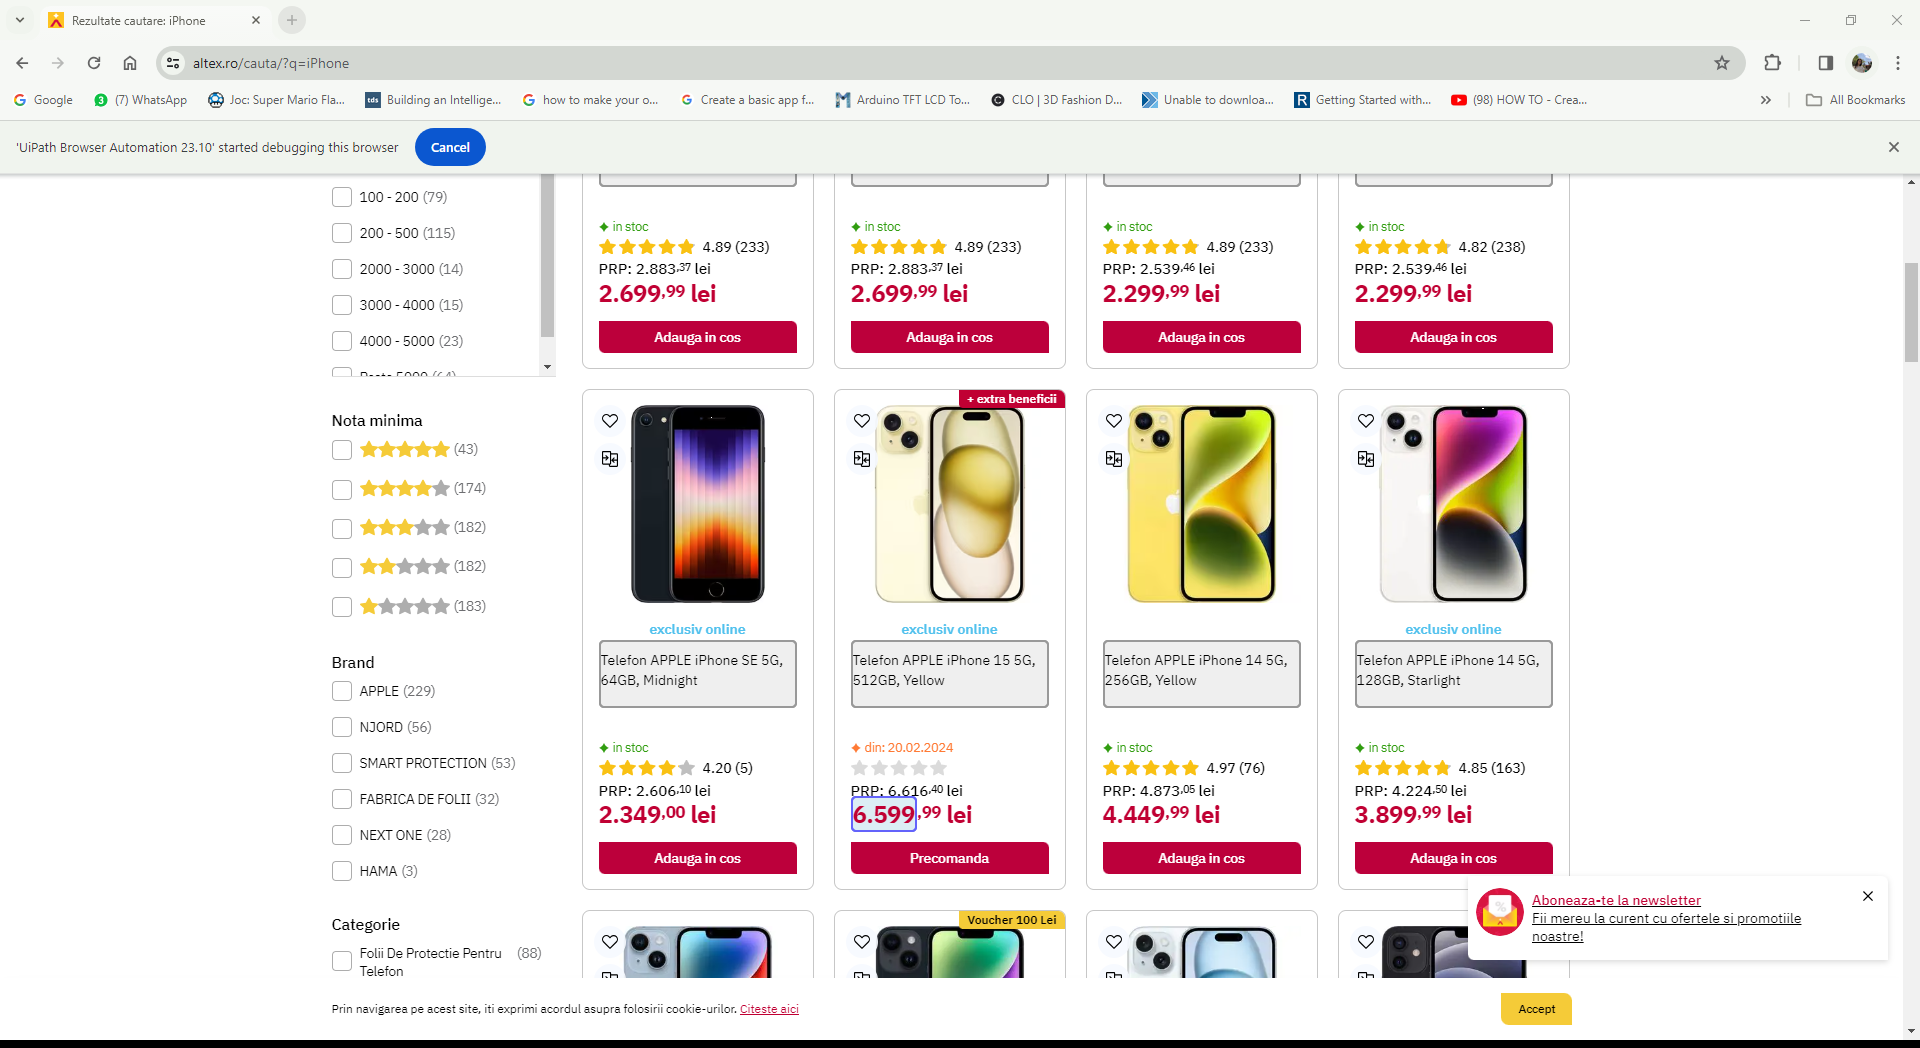 Rezultate cautare: iPhone
altex.ro/cauta/?q=iPhone
Google
(7) WhatsApp
Joc: Super Mario Fla...
tds
Building an Intellige...
how to make your o...
Create a basic app f...
Arduino TFT LCD To...
CLO | 3D Fashion D...
Unable to downloa...
R Getting Started with...
(98) HOW TO - Crea...
All Bookmarks
'UiPath Browser Automation 23.10' started debugging this browser
Cancel
100 - 200 (79)
200 - 500 (115)
2000 - 3000 (14)
3000 - 4000 (15)
4000 - 5000 (23)
Peste 5000 (64)
Nota minima
(43)
(174)
(182)
(182)
(183)
Brand
APPLE (229)
NJORD (56)
SMART PROTECTION (53)
FABRICA DE FOLII (32)
NEXT ONE (28)
HAMA (3)
Categorie
Folii De Protectie Pentru (88)
Telefon
in stoc
4.89 (233)
PRP: 2.883,37 lei
2.699,99 lei
Adauga in cos
in stoc
4.89 (233)
PRP: 2.883,37 lei
2.699,99 lei
Adauga in cos
in stoc
4.89 (233)
PRP: 2.539,46 lei
2.299,99 lei
Adauga in cos
in stoc
4.82 (238)
PRP: 2.539,46 lei
2.299,99 lei
Adauga in cos
exclusiv online
Telefon APPLE iPhone SE 5G,
64GB, Midnight
in stoc
4.20 (5)
PRP: 2.606,10 lei
2.349,00 lei
Adauga in cos
+ extra beneficii
exclusiv online
Telefon APPLE iPhone 15 5G,
512GB, Yellow
din: 20.02.2024
PRP: 6.616,40 lei
6.599,99 lei
Precomanda
Telefon APPLE iPhone 14 5G,
256GB, Yellow
in stoc
4.97 (76)
PRP: 4.873,05 lei
4.449,99 lei
Adauga in cos
exclusiv online
Telefon APPLE iPhone 14 5G,
128GB, Starlight
in stoc
4.85 (163)
PRP: 4.224,50 lei
3.899,99 lei
Adauga in cos
Voucher 100 Lei
Aboneaza-te la newsletter
Fii mereu la curent cu ofertele si promotiile
noastre!
Prin navigarea pe acest site, iti exprimi acordul asupra folosirii cookie-urilor. Citeste aici
Accept